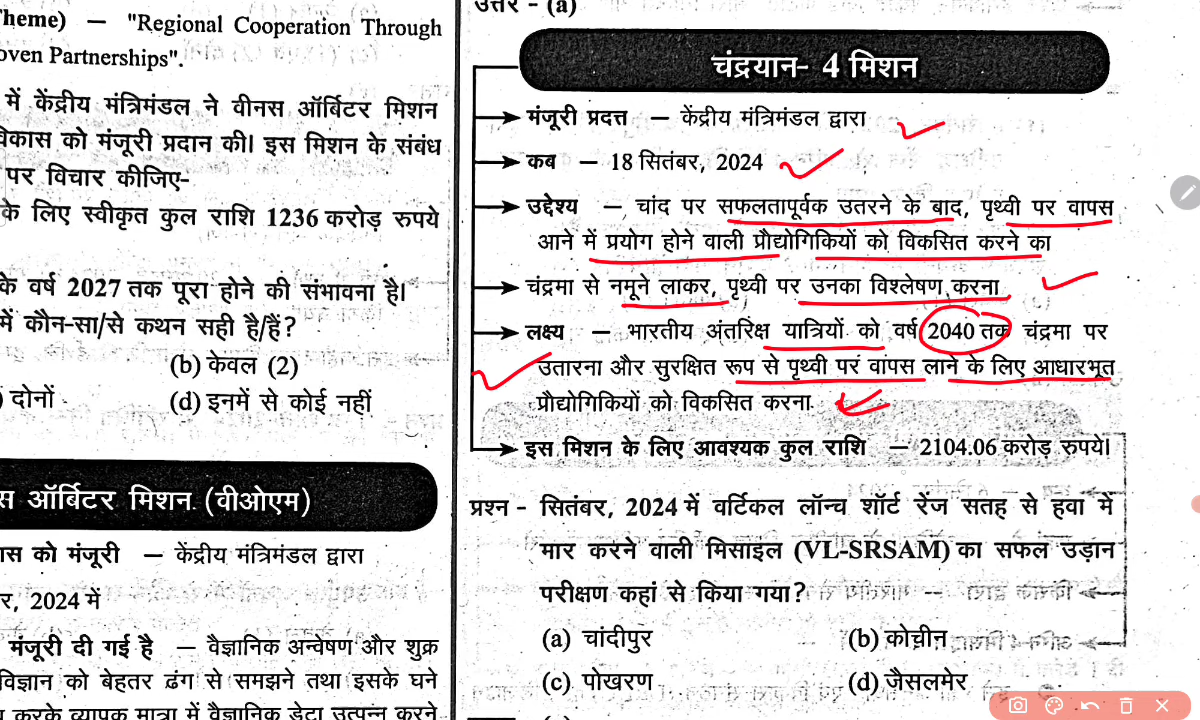 heme) — "Regional Cooperation Through
oven Partnerships".
में केंद्रीय मंत्रिमंडल ने वीनस ऑर्बिटर मिशन
विकास को मंजूरी प्रदान की। इस मिशन के संबंध
पर विचार कीजिए-
के लिए स्वीकृत कुल राशि 1236 करोड़ रुपये
के वर्ष 2027 तक पूरा होने की संभावना है।
में कौन-सा/से कथन सही है/हैं?
(b) केवल (2)
) दोनों
(d) इनमें से कोई नहीं
स ऑर्बिटर मिशन (वीओएम)
ास को मंजूरी — केंद्रीय मंत्रिमंडल द्वारा
र, 2024 में
मंजूरी दी गई है — वैज्ञानिक अन्वेषण और शुक्र
विज्ञान को बेहतर ढंग से समझने तथा इसके घने
करके व्यापक मात्रा में वैज्ञानिक डेटा उत्पन्न करने
उत्तर - (a)
चंद्रयान- 4 मिशन
मंजूरी प्रदत्त — केंद्रीय मंत्रिमंडल द्वारा
कब — 18 सितंबर, 2024
उद्देश्य — चांद पर सफलतापूर्वक उतरने के बाद, पृथ्वी पर वापस
आने में प्रयोग होने वाली प्रौद्योगिकियों को विकसित करने का
चंद्रमा से नमूने लाकर, पृथ्वी पर उनका विश्लेषण करना
लक्ष्य — भारतीय अंतरिक्ष यात्रियों को वर्ष 2040 तक चंद्रमा पर
उतारना और सुरक्षित रूप से पृथ्वी पर वापस लाने के लिए आधारभूत
प्रौद्योगिकियों को विकसित करना.
इस मिशन के लिए आवश्यक कुल राशि — 2104.06 करोड़ रुपये।
प्रश्न - सितंबर, 2024 में वर्टिकल लॉन्च शॉर्ट रेंज सतह से हवा में
मार करने वाली मिसाइल (VL-SRSAM) का सफल उड़ान
परीक्षण कहां से किया गया?
(a) चांदीपुर
(b) कोचीन
(c) पोखरण
(d) जैसलमेर